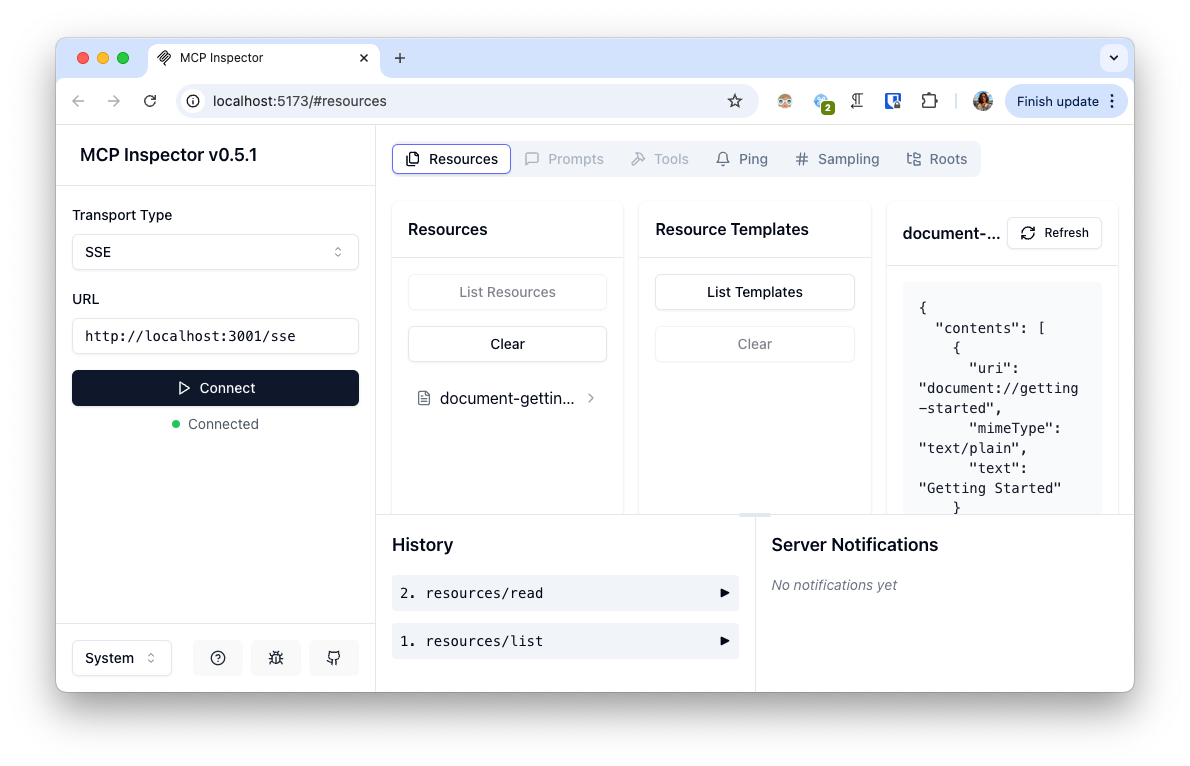 MCP Inspector
localhost:5173/#resources
2
Finish update
MCP Inspector v0.5.1
Transport Type
SSE
URL
http://localhost:3001/sse
Connect
Connected
System
Resources
Prompts
Tools
Ping
Sampling
Roots
Resources
List Resources
Clear
document-gettin...
Resource Templates
List Templates
Clear
document-...
Refresh
{
"contents": [
{
"uri":
"document://getting
-started",
"mimeType":
"text/plain",
"text":
"Getting Started"
}
History
2. resources/read
1. resources/list
Server Notifications
No notifications yet